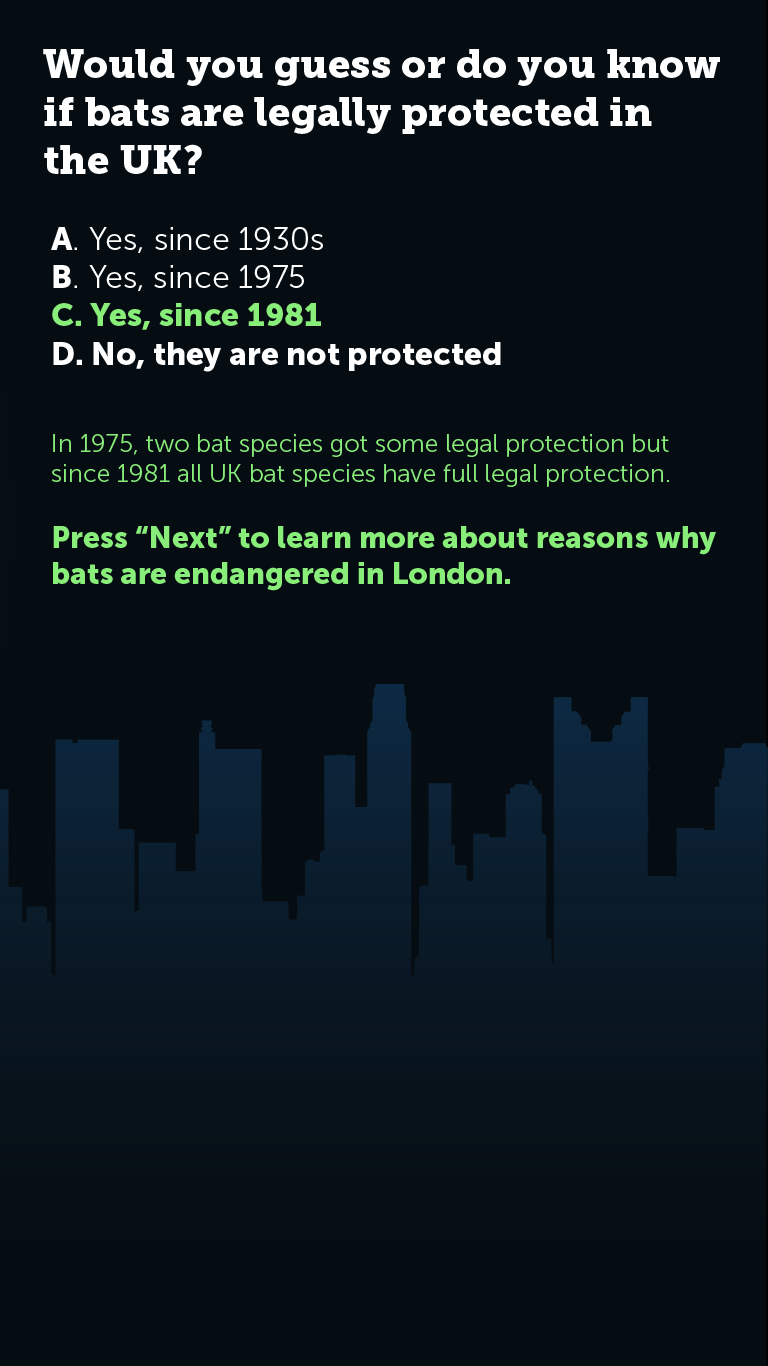 Would you guess or do you know
if bats are legally protected in
the UK?
A. Yes, since 1930s
B. Yes, since 1975
C. Yes, since 1981
D. No, they are not protected
In 1975, two bat species got some legal protection but
since 1981 all UK bat species have full legal protection.
Press “Next” to learn more about reasons why
bats are endangered in London.